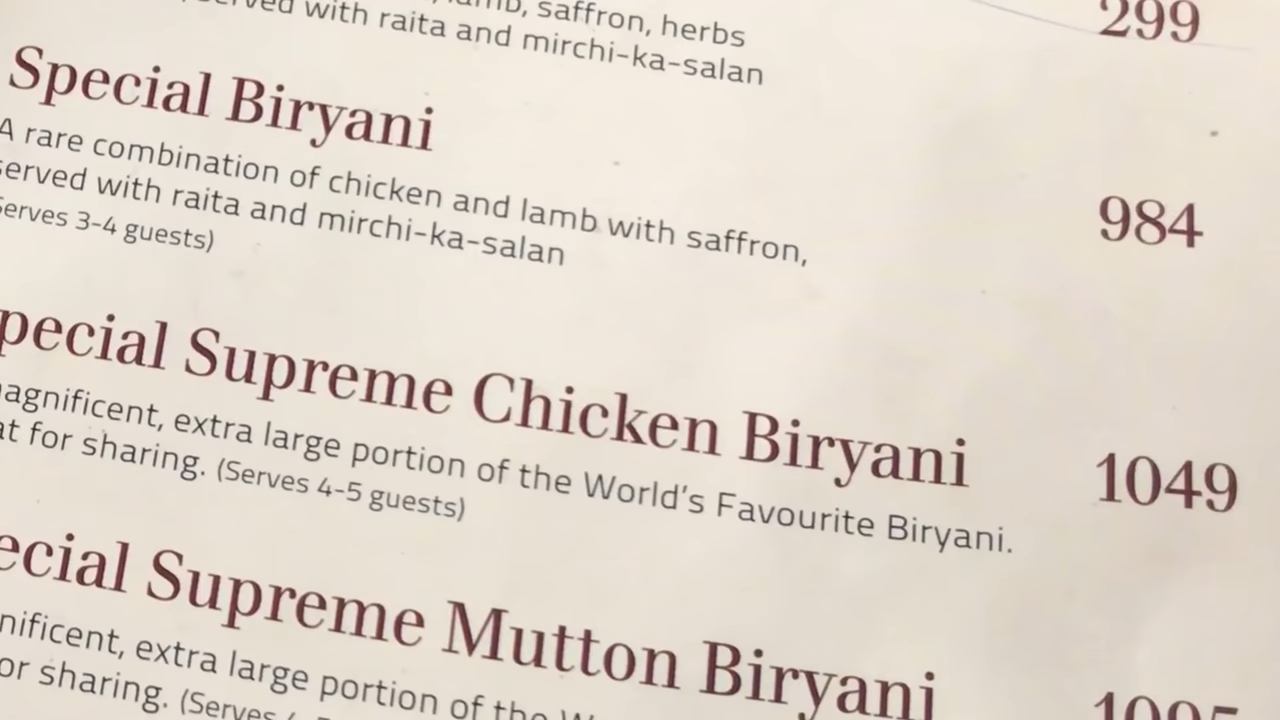 saffron, herbs
with raita and mirchi-ka-salan
299
Special Biryani
984
A rare combination of chicken and lamb with saffron,
served with raita and mirchi-ka-salan
Serves 3-4 guests)
pecial Supreme Chicken Biryani
1049
agnificent, extra large portion of the World's Favourite Biryani.
at for sharing. (Serves 4-5 guests)
ecial Supreme Mutton Biryani
nificent, extra large portion of the
or sharing. (Serves